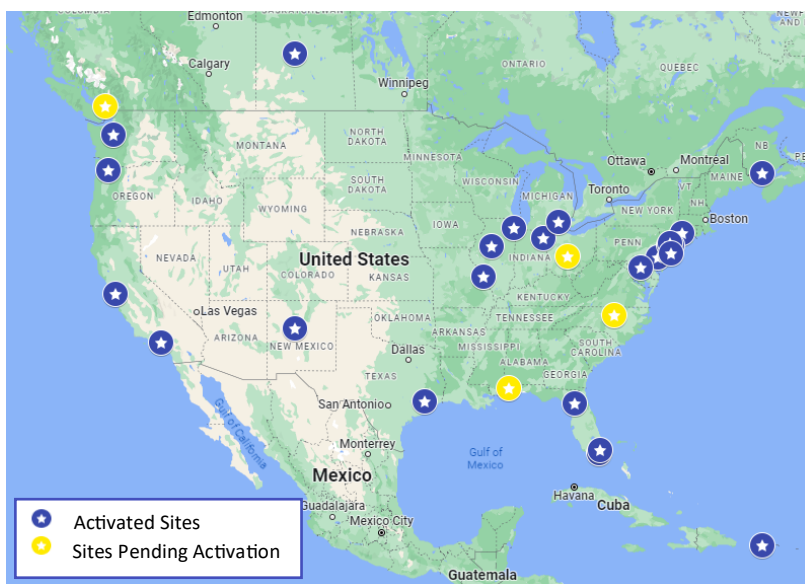 COLUMBIA
Edmonton
SASKATCHEWAN
Calgary
Winnipeg
ONTARIO
QUEBEC
NB
Ottawa
Montréal
MAINE
NORTH
DAKOTA
MONTANA
MINNESOTA
SOUTH
DAKOTA
WISCONSIN
MICHIGAN
Toronto
VT
NH
NEW YORK
Boston
OREGON
IDAHO
WYOMING
IOWA
PENN
NEBRASKA
NEVADA
UTAH
United States
COLORADO
KANSAS
INDIANA
KENTUCKY
Las Vegas
ARIZONA
NEW MEXICO
OKLAHOMA
TENNESSEE
ARKANSAS
MISSISSIPPI
SOUTH
CAROLINA
Dallas
ALABAMA
GEORGIA
TEXAS
San Antonio
Gulf of
California
Monterrey
Gulf of
Mexico
Mexico
Havana
Cuba
Guadalajara
Mexico City
Guatemala
Activated Sites
Sites Pending Activation